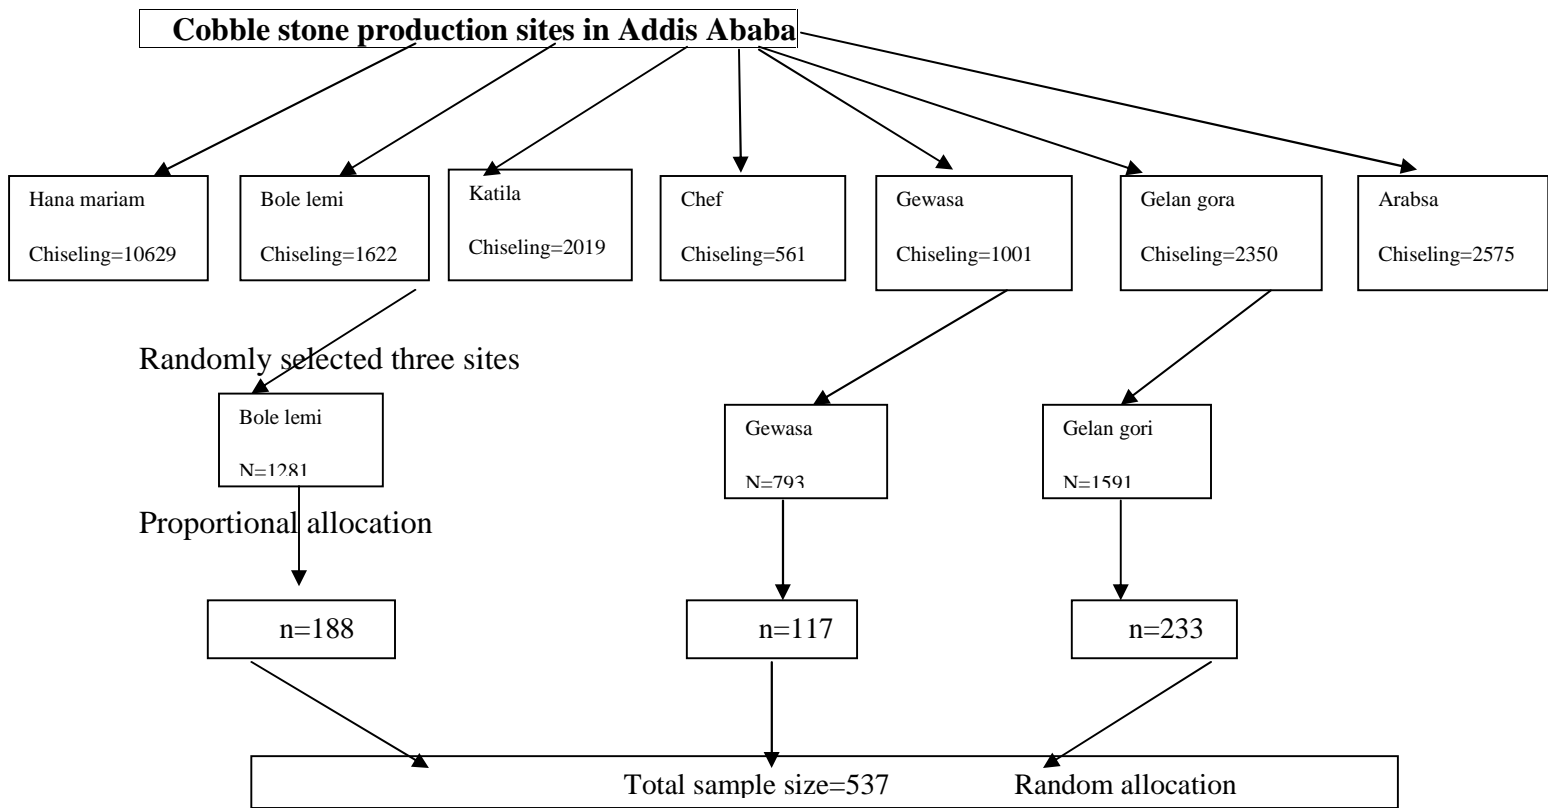 Cobble stone production sites in Addis Ababa
Hana mariam
Chiseling=10629
Bole lemi
Chiseling=1622
Katila
Chiseling=2019
Chef
Chiseling=561
Gewasa
Chiseling=1001
Gelan gora
Chiseling=2350
Arabsa
Chiseling=2575
Randomly selected three sites
Bole lemi
N=1281
Gewasa
N=793
Gelan gori
N=1591
Proportional allocation
n=188
n=117
n=233
Total sample size=537 Random allocation